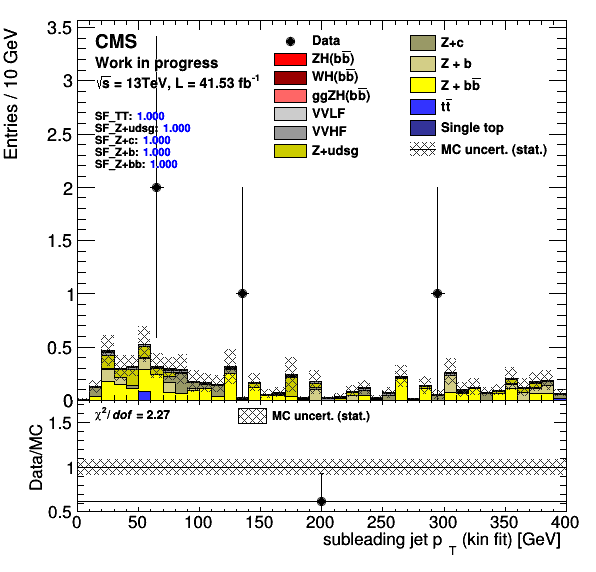 Entries / 10 GeV
3.5
3
2.5
2
1.5
1
0.5
0
CMS
Work in progress
√s = 13TeV, L = 41.53 fb⁻¹
SF_TT: 1.000
SF_Z+udsg: 1.000
SF_Z+c: 1.000
SF_Z+b: 1.000
SF_Z+bb: 1.000
Data
ZH(bb̅)
WH(bb̅)
ggZH(bb̅)
VVLF
VVHF
Z+udsg
Z+c
Z + b
Z + bb̅
tt̅
Single top
MC uncert. (stat.)
Data/MC
1.5
1
0.5
χ²/ dof = 2.27
MC uncert. (stat.)
0 50 100 150 200 250 300 350 400
subleading jet p_T (kin fit) [GeV]